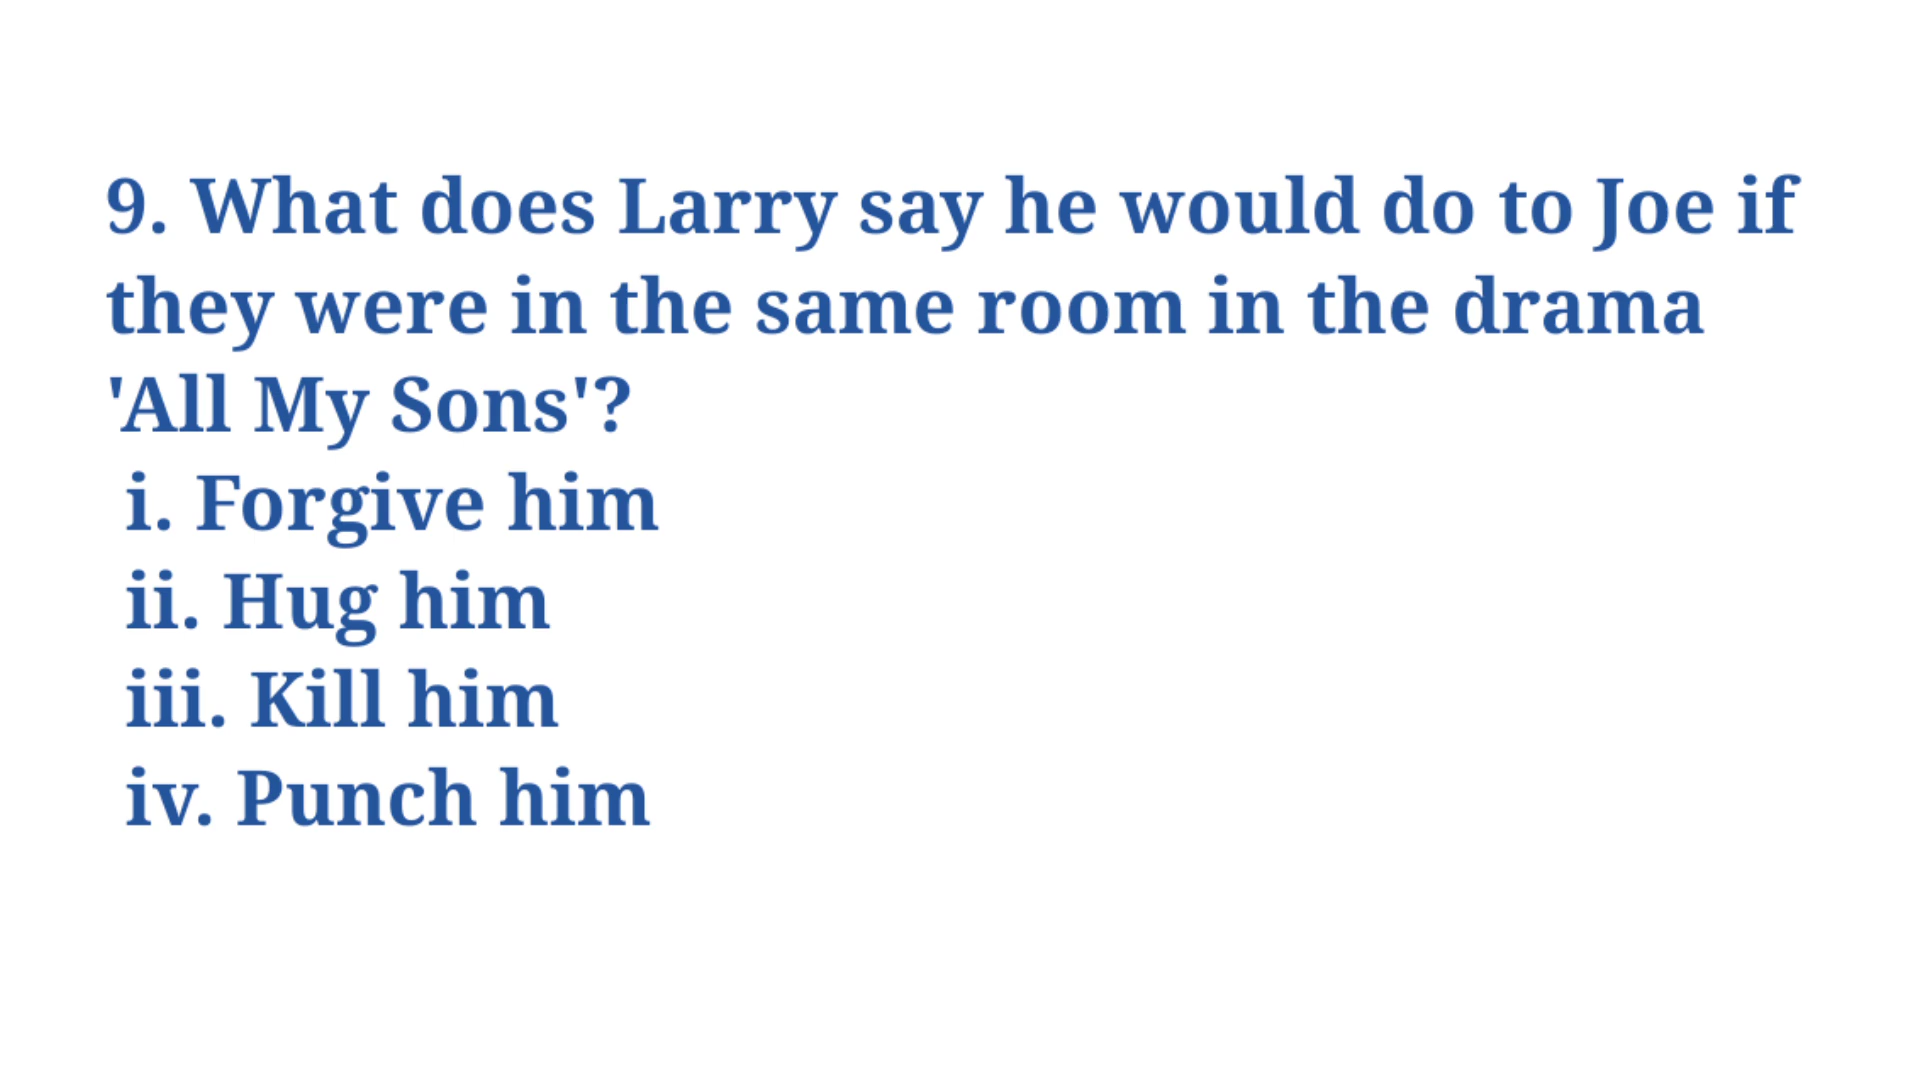 9. What does Larry say he would do to Joe if
they were in the same room in the drama
'All My Sons'?
i. Forgive him
ii. Hug him
iii. Kill him
iv. Punch him